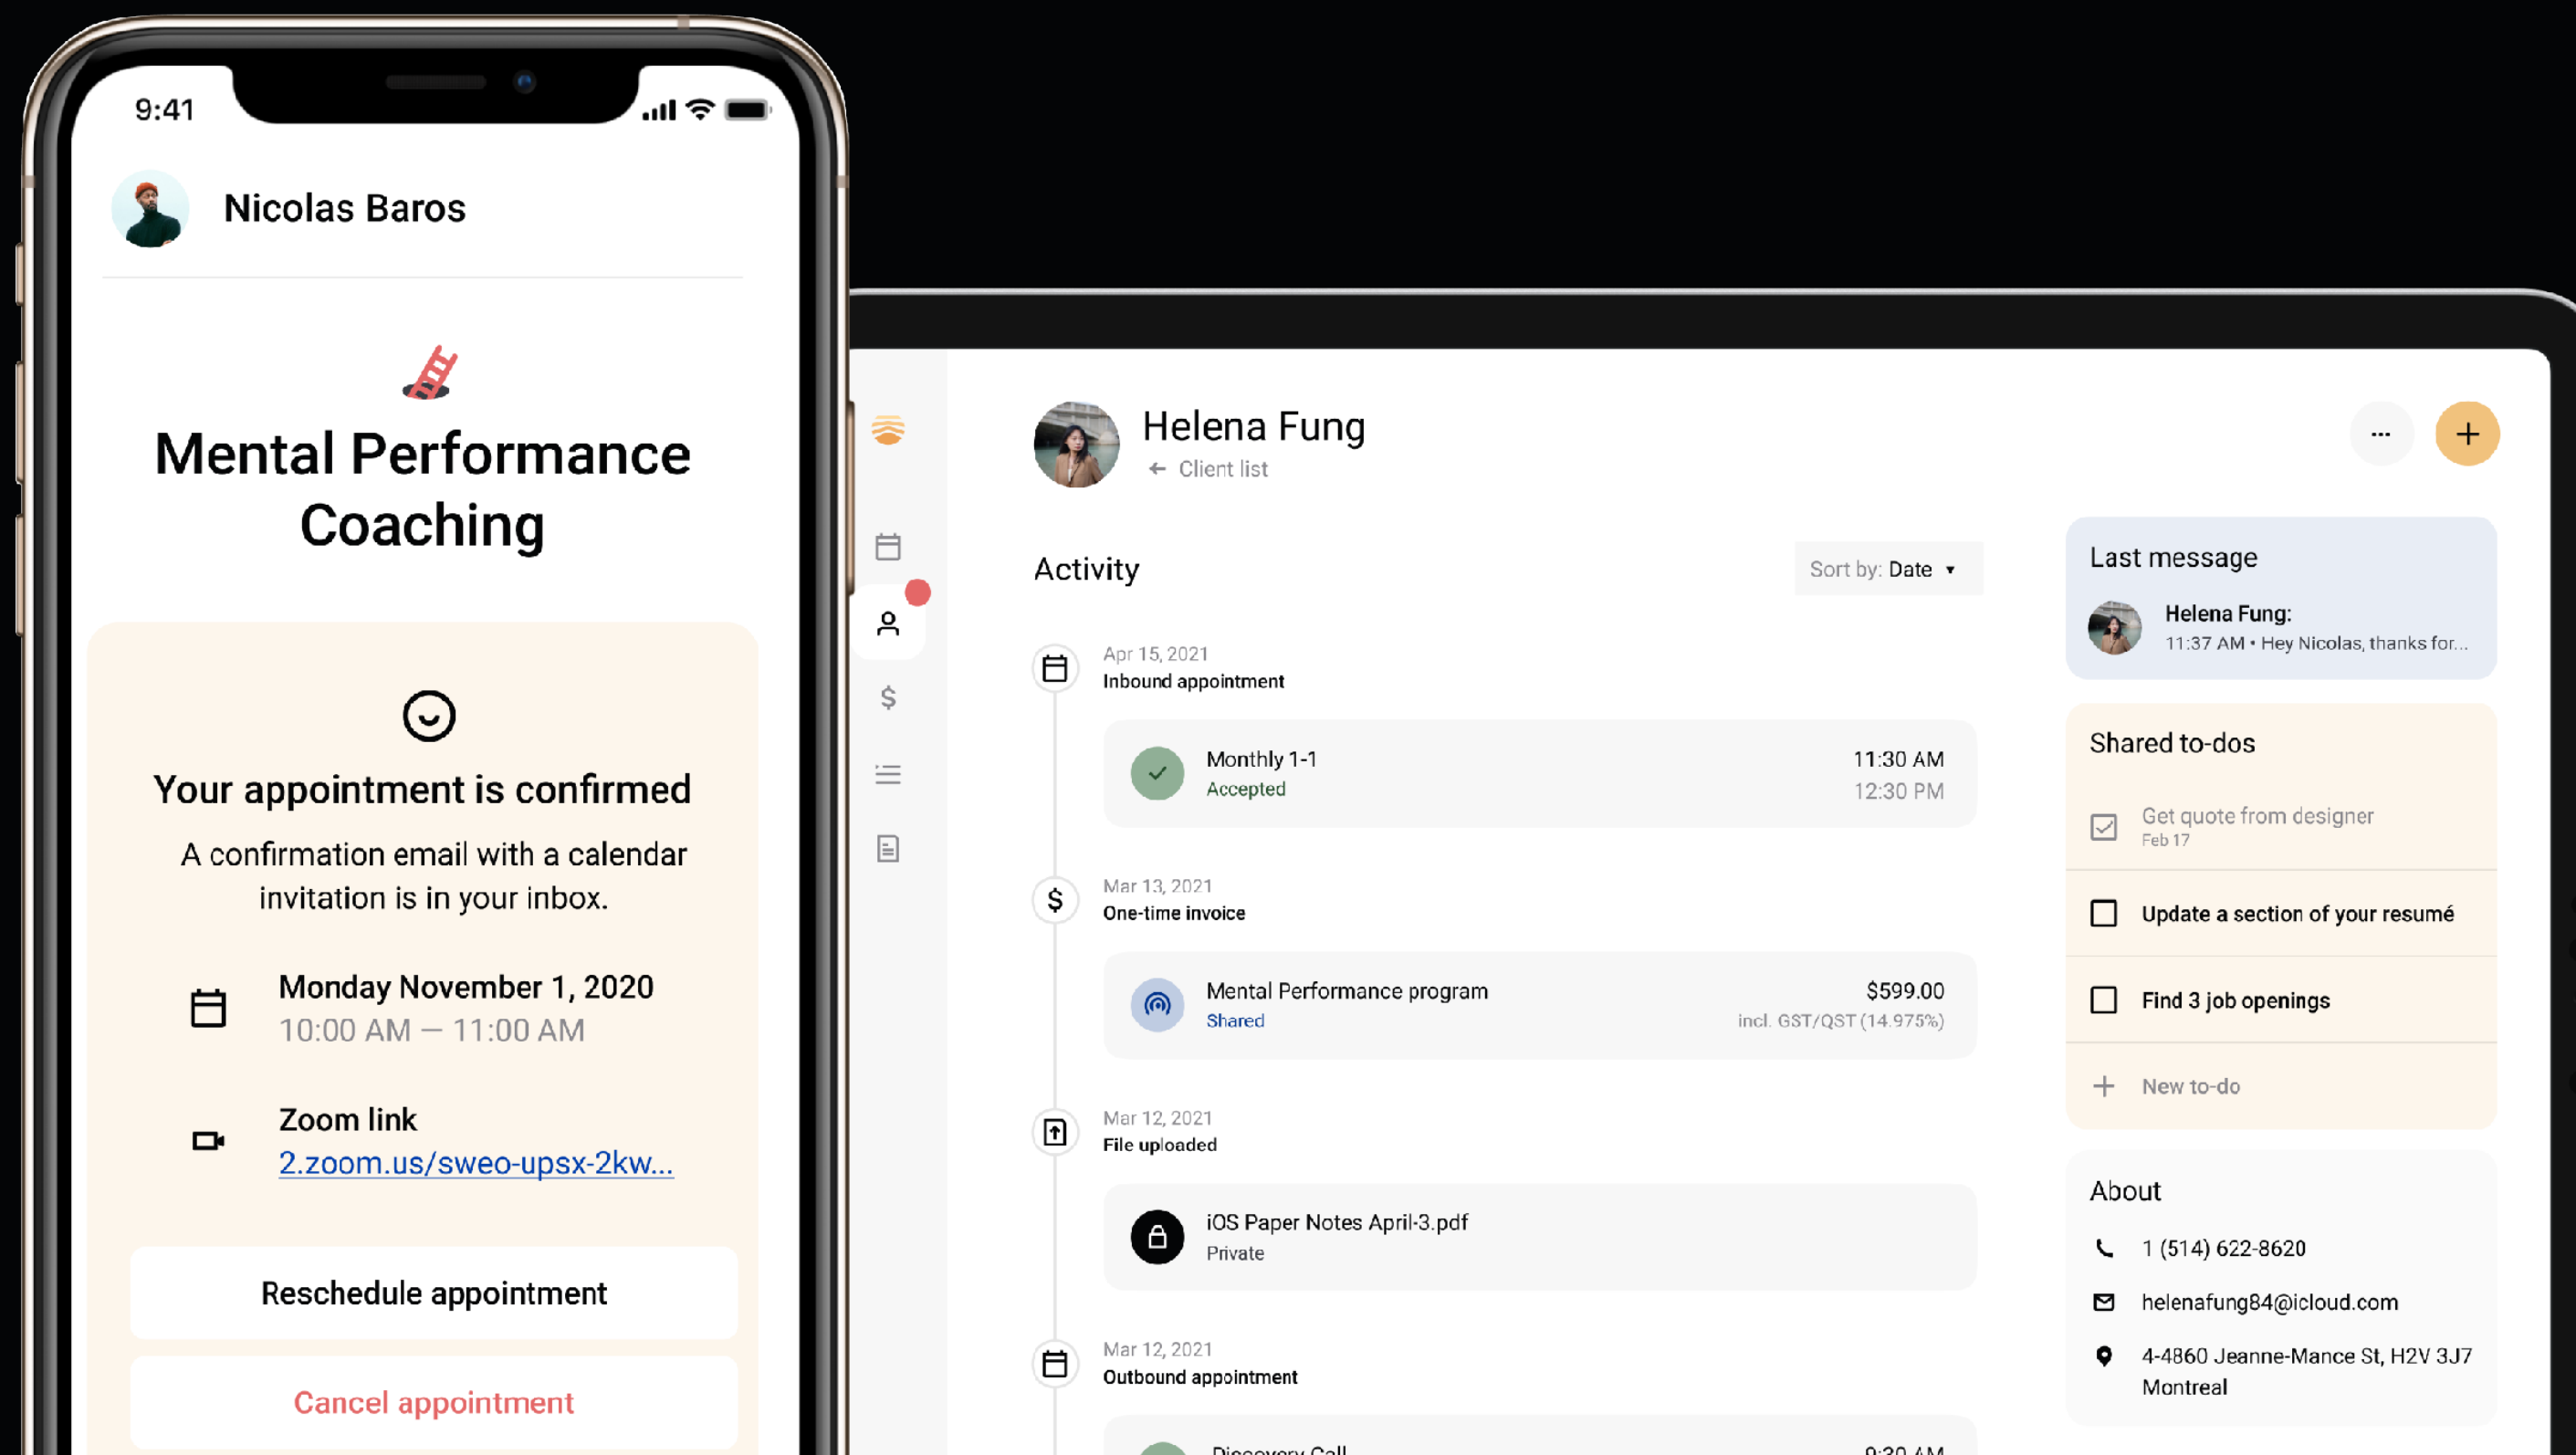 9:41
Nicolas Baros
Mental Performance
Coaching
Your appointment is confirmed
A confirmation email with a calendar
invitation is in your inbox.
Monday November 1, 2020
10:00 AM — 11:00 AM
Zoom link
2.zoom.us/sweo-upsx-2kw...
Reschedule appointment
Cancel appointment
Helena Fung
← Client list
Activity
Sort by: Date ▼
Apr 15, 2021
Inbound appointment
Monthly 1-1
Accepted
11:30 AM
12:30 PM
Mar 13, 2021
One-time invoice
Mental Performance program
Shared
$599.00
incl. GST/QST (14.975%)
Mar 12, 2021
File uploaded
iOS Paper Notes April-3.pdf
Private
Mar 12, 2021
Outbound appointment
Discovery Call
9:30 AM
Last message
Helena Fung:
11:37 AM • Hey Nicolas, thanks for...
Shared to-dos
Get quote from designer
Feb 17
Update a section of your resumé
Find 3 job openings
New to-do
About
1 (514) 622-8620
helenafung84@icloud.com
4-4860 Jeanne-Mance St, H2V 3J7
Montreal